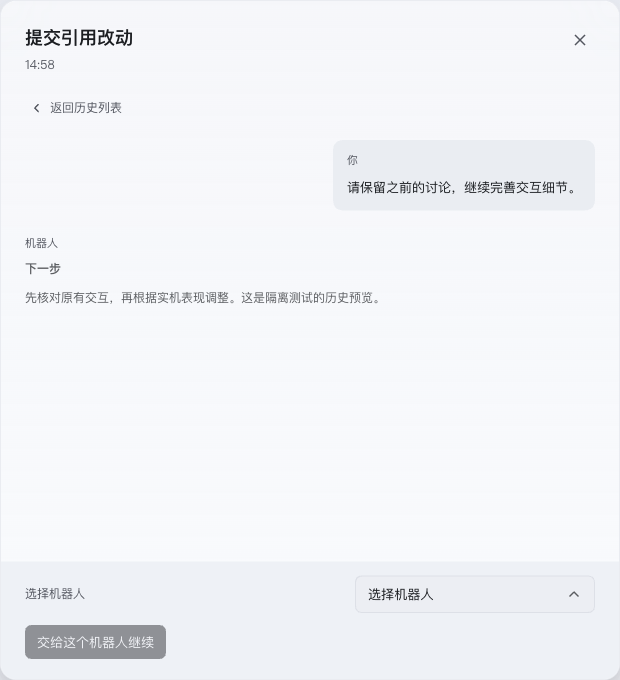 提交引用改动
14:58
返回历史列表
你
请保留之前的讨论，继续完善交互细节。
机器人
下一步
先核对原有交互，再根据实机表现调整。这是隔离测试的历史预览。
选择机器人
选择机器人
交给这个机器人继续